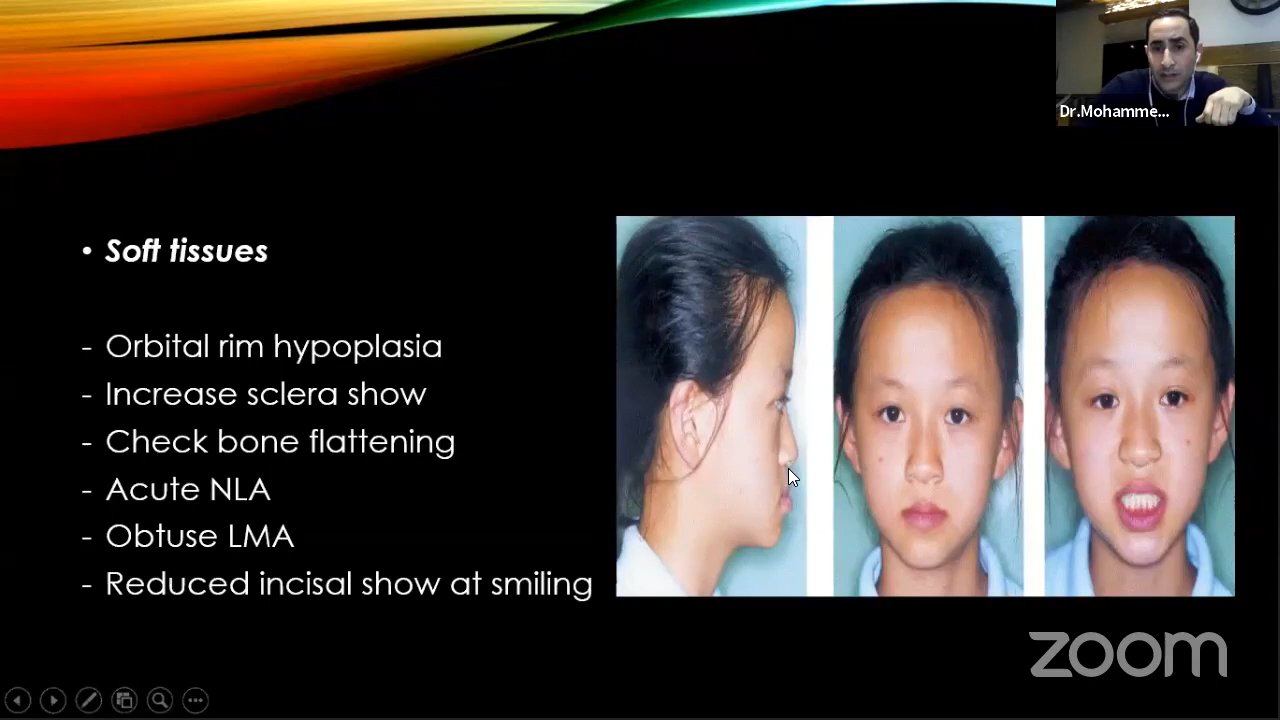 Dr.Mohamme...
• Soft tissues
- Orbital rim hypoplasia
- Increase sclera show
- Check bone flattening
- Acute NLA
- Obtuse LMA
- Reduced incisal show at smiling
zoom